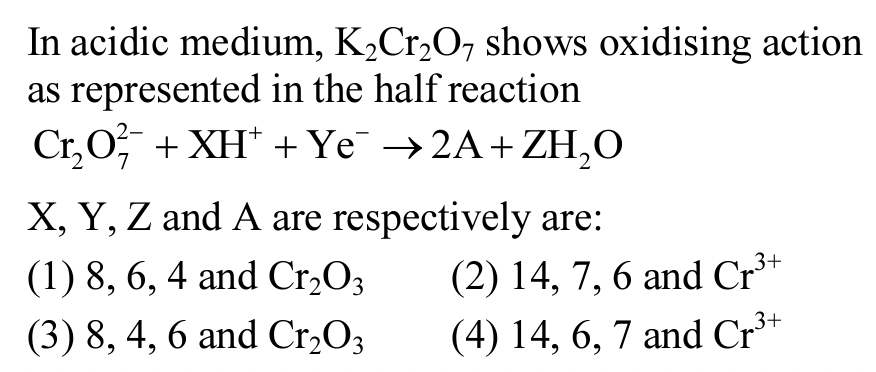 In acidic medium, K₂Cr₂O₇ shows oxidising action
as represented in the half reaction
Cr₂O₇²⁻ + XH⁺ + Ye⁻ → 2A + ZH₂O
X, Y, Z and A are respectively are:
(1) 8, 6, 4 and Cr₂O₃ (2) 14, 7, 6 and Cr³⁺
(3) 8, 4, 6 and Cr₂O₃ (4) 14, 6, 7 and Cr³⁺